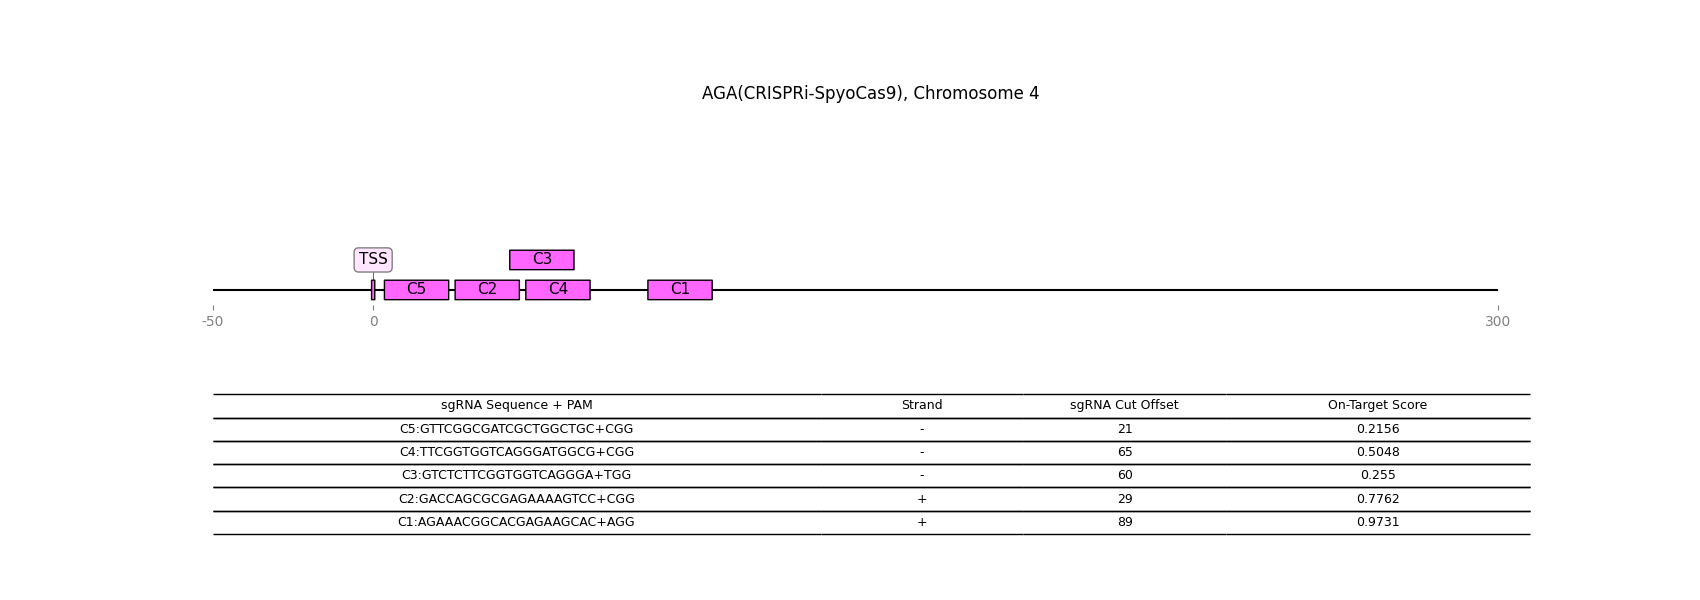 AGA(CRISPRi-SpyoCas9), Chromosome 4
TSS C3
C5 C2 C4 C1
-50 0 300
sgRNA Sequence + PAM Strand sgRNA Cut Offset On-Target Score
C5:GTTCGGCGATCGCTGGCTGC+CGG - 21 0.2156
C4:TTCGGTGGTCAGGGATGGCG+CGG - 65 0.5048
C3:GTCTCTTCGGTGGTCAGGGA+TGG - 60 0.255
C2:GACCAGCGCGAGAAAAGTCC+CGG + 29 0.7762
C1:AGAAACGGCACGAGAAGCAC+AGG + 89 0.9731